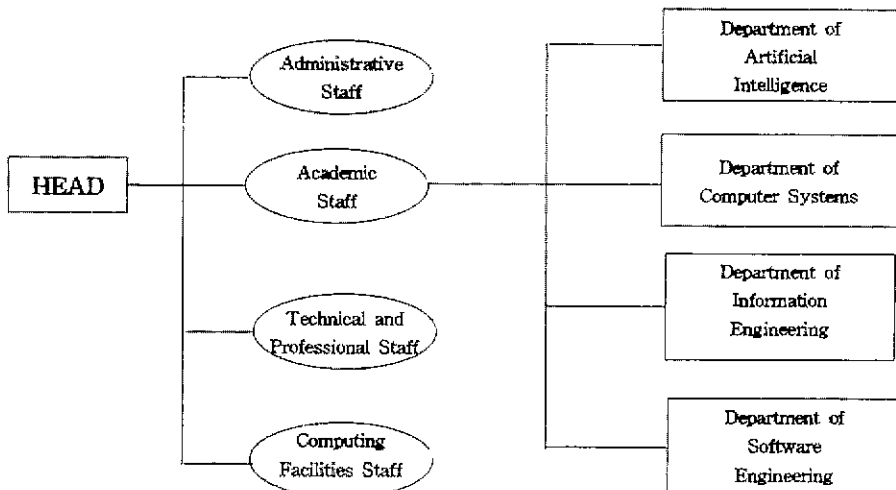 HEAD
Administrative
Staff
Academic
Staff
Technical and
Professional Staff
Computing
Facilities Staff
Department of
Artificial
Intelligence
Department of
Computer Systems
Department of
Information
Engineering
Department of
Software
Engineering